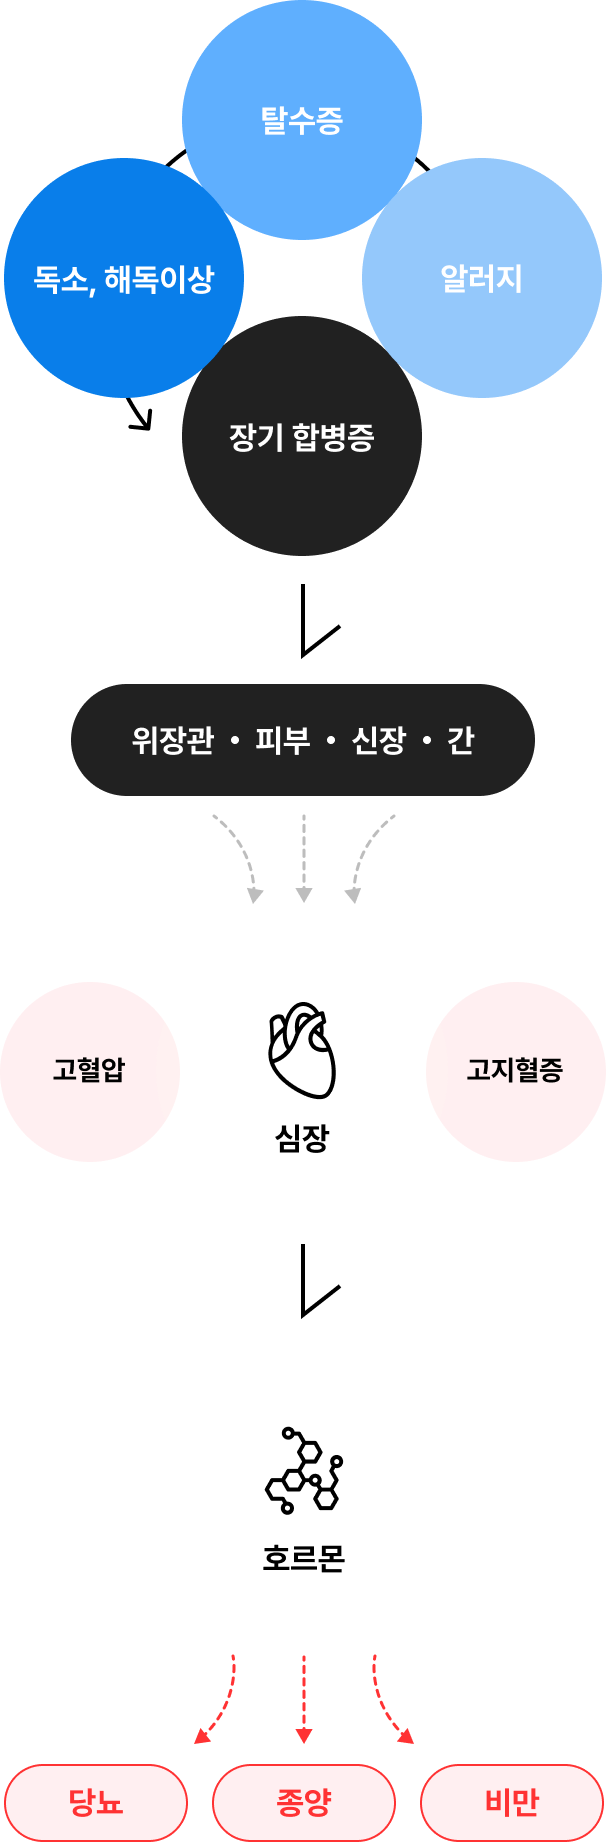 탈수증
독소, 해독이상
알러지
장기 합병증
위장관 • 피부 • 신장 • 간
고혈압
심장
고지혈증
호르몬
당뇨
종양
비만